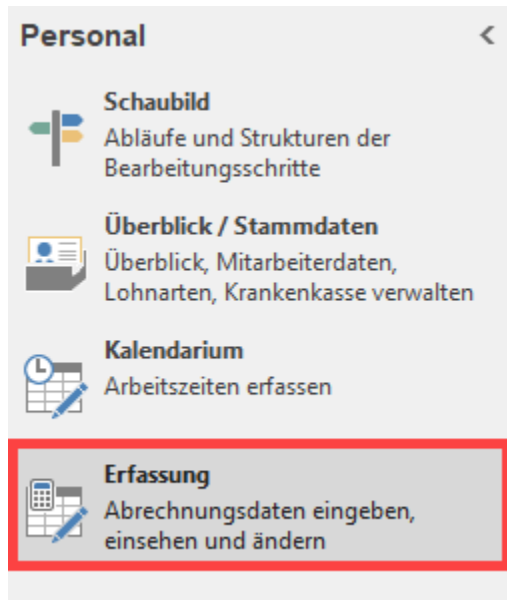 Personal
Schaubild
Abläufe und Strukturen der
Bearbeitungsschritte
Überblick / Stammdaten
Überblick, Mitarbeiterdaten,
Lohnarten, Krankenkasse verwalten
Kalendarium
Arbeitszeiten erfassen
Erfassung
Abrechnungsdaten eingeben,
einsehen und ändern